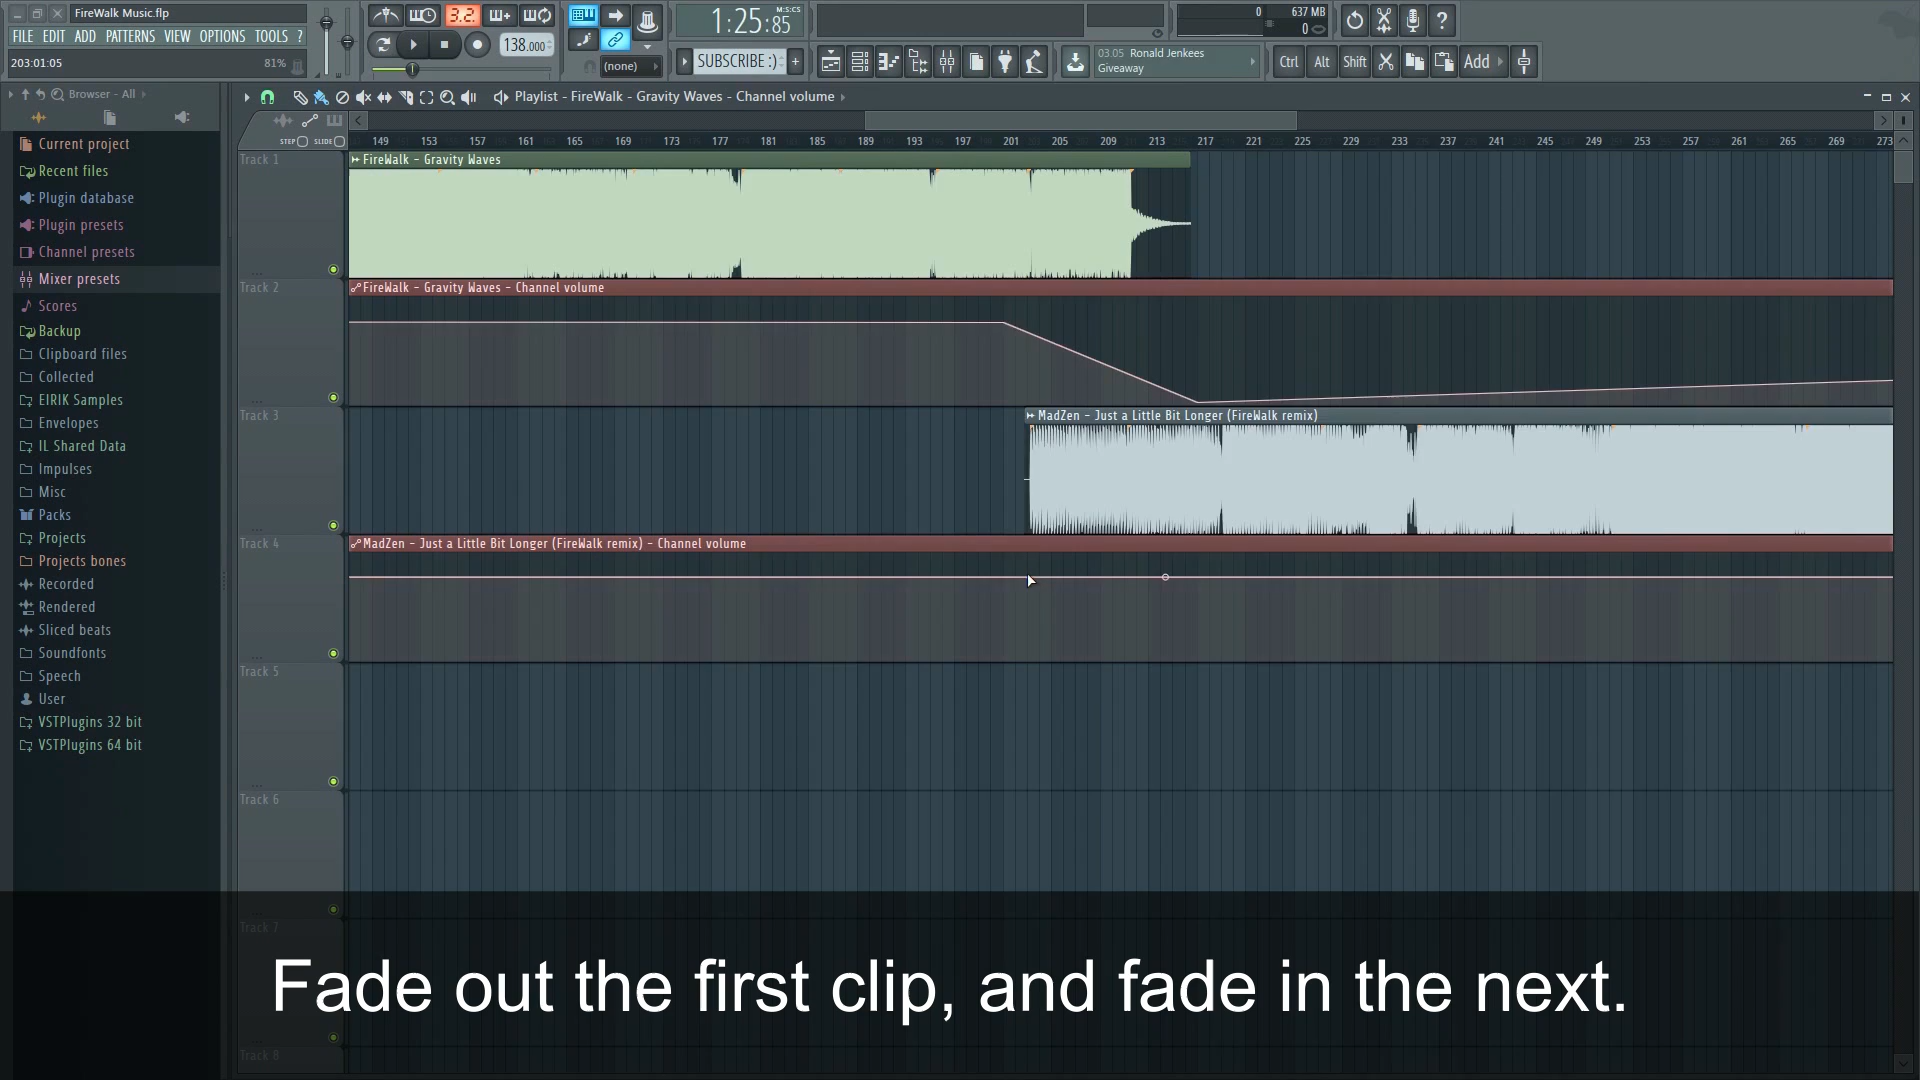 FireWalk Music.flp
FILE EDIT ADD PATTERNS VIEW OPTIONS TOOLS ?
203:01:05 81%
3.2.
138.000
(none)
M:S:CS
1:25:85
SUBSCRIBE :)
0 637 MB
0
03.05 Ronald Jenkees
Giveaway
Ctrl Alt Shift Add
Browser - All
Playlist - FireWalk - Gravity Waves - Channel volume
STEP SLIDE
149 153 157 161 165 169 173 177 181 185 189 193 197 201 205 209 213 217 221 225 229 233 237 241 245 249 253 257 261 265 269 273
Current project
Recent files
Plugin database
Plugin presets
Channel presets
Mixer presets
Scores
Backup
Clipboard files
Collected
EIRIK Samples
Envelopes
IL Shared Data
Impulses
Misc
Packs
Projects
Projects bones
Recorded
Rendered
Sliced beats
Soundfonts
Speech
User
VSTPlugins 32 bit
VSTPlugins 64 bit
Track 1
FireWalk - Gravity Waves
Track 2
FireWalk - Gravity Waves - Channel volume
Track 3
MadZen - Just a Little Bit Longer (FireWalk remix)
Track 4
MadZen - Just a Little Bit Longer (FireWalk remix) - Channel volume
Track 5
Track 6
Track 7
Track 8
Fade out the first clip, and fade in the next.